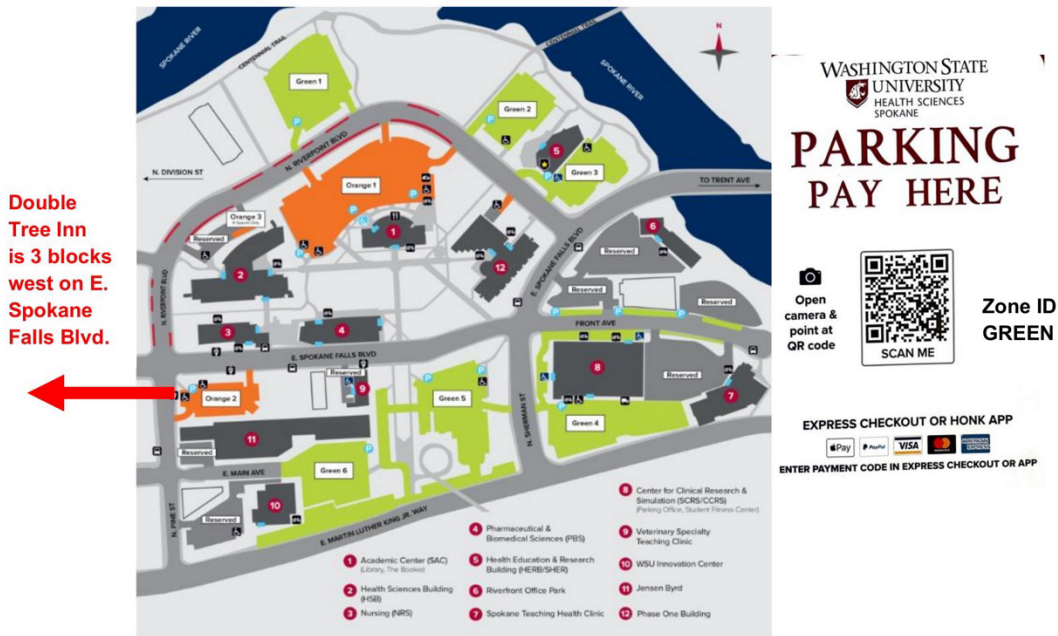 Double
Tree Inn
is 3 blocks
west on E.
Spokane
Falls Blvd.
SPOKANE RIVER
CENTENNIAL TRAIL
CENTENNIAL TRAIL
SPOKANE RIVER
N
Green 1
Green 2
Green 3
N. RIVERPOINT BLVD
N. DIVISION ST
TO TRENT AVE
Orange 1
Orange 3
Reserved
N. RIVERPOINT BLVD
1
2
3
4
5
6
12
Reserved
E. SPOKANE FALLS BLVD
Reserved
Reserved
FRONT AVE
E. SPOKANE FALLS BLVD
Orange 2
Reserved
9
Green 5
N. SHERMAN ST
8
Reserved
7
Green 4
11
Reserved
E. MAIN AVE
Green 6
10
Reserved
N. PINE ST
E. MARTIN LUTHER KING JR. WAY
1 Academic Center (SAC)
(Library, The Bookie)
2 Health Sciences Building
(HSB)
3 Nursing (NRS)
4 Pharmaceutical &
Biomedical Sciences (PBS)
5 Health Education & Research
Building (HERB/SHER)
6 Riverfront Office Park
7 Spokane Teaching Health Clinic
8 Center for Clinical Research &
Simulation (SCRS/CCRS)
(Parking Office, Student Fitness Center)
9 Veterinary Specialty
Teaching Clinic
10 WSU Innovation Center
11 Jensen Byrd
12 Phase One Building
WASHINGTON STATE
UNIVERSITY
HEALTH SCIENCES
SPOKANE
PARKING
PAY HERE
Open
camera &
point at
QR code
SCAN ME
Zone ID
GREEN
EXPRESS CHECKOUT OR HONK APP
Pay
PayPal
VISA
ENTER PAYMENT CODE IN EXPRESS CHECKOUT OR APP